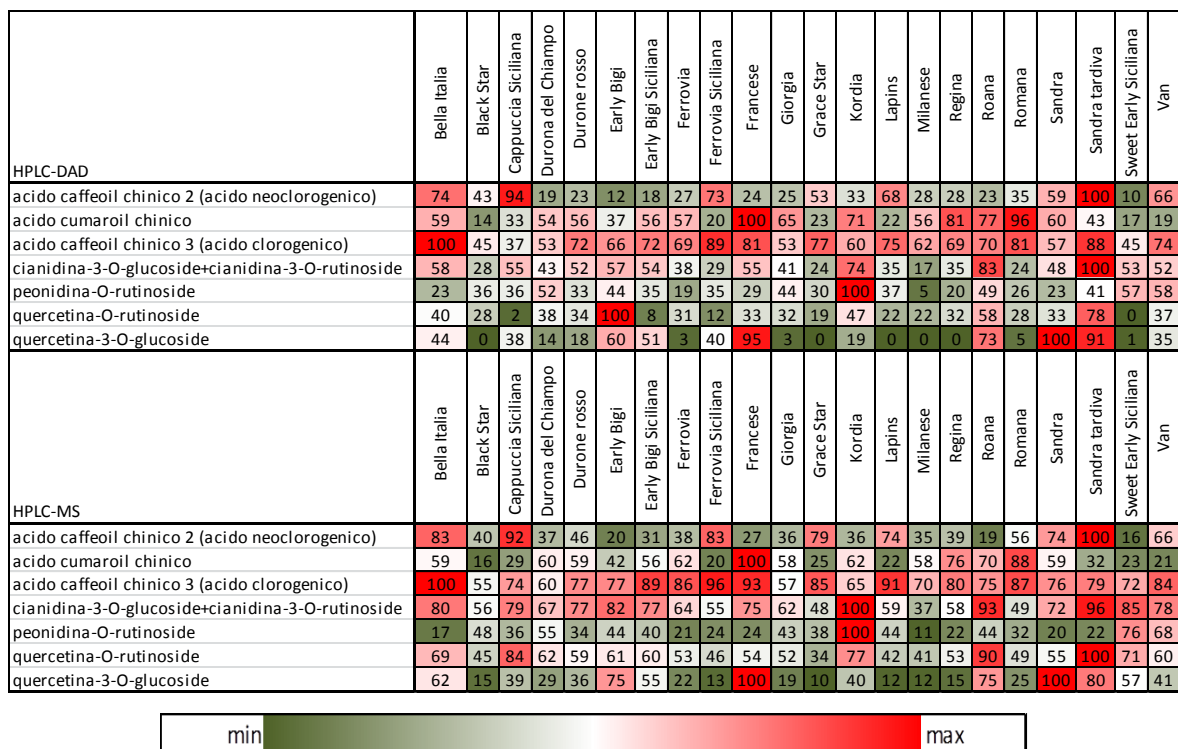 Bella Italia Black Star Cappuccia Siciliana Durona del Chiampo Durone rosso Early Bigi Early Bigi Siciliana Ferrovia Ferrovia Siciliana Francese Giorgia Grace Star Kordia Lapins Milanese Regina Roana Romana Sandra Sandra tardiva Sweet Early Siciliana Van
HPLC-DAD
acido caffeoil chinico 2 (acido neoclorogenico) 74 43 94 19 23 12 18 27 73 24 25 53 33 68 28 28 23 35 59 100 10 66
acido cumaroil chinico 59 14 33 54 56 37 56 57 20 100 65 23 71 22 56 81 77 96 60 43 17 19
acido caffeoil chinico 3 (acido clorogenico) 100 45 37 53 72 66 72 69 89 81 53 77 60 75 62 69 70 81 57 88 45 74
cianidina-3-O-glucoside+cianidina-3-O-rutinoside 58 28 55 43 52 57 54 38 29 55 41 24 74 35 17 35 83 24 48 100 53 52
peonidina-O-rutinoside 23 36 36 52 33 44 35 19 35 29 44 30 100 37 5 20 49 26 23 41 57 58
quercetina-O-rutinoside 40 28 2 38 34 100 8 31 12 33 32 19 47 22 22 32 58 28 33 78 0 37
quercetina-3-O-glucoside 44 0 38 14 18 60 51 3 40 95 3 0 19 0 0 0 73 5 100 91 1 35
Bella Italia Black Star Cappuccia Siciliana Durona del Chiampo Durone rosso Early Bigi Early Bigi Siciliana Ferrovia Ferrovia Siciliana Francese Giorgia Grace Star Kordia Lapins Milanese Regina Roana Romana Sandra Sandra tardiva Sweet Early Siciliana Van
HPLC-MS
acido caffeoil chinico 2 (acido neoclorogenico) 83 40 92 37 46 20 31 38 83 27 36 79 36 74 35 39 19 56 74 100 16 66
acido cumaroil chinico 59 16 29 60 59 42 56 62 20 100 58 25 62 22 58 76 70 88 59 32 23 21
acido caffeoil chinico 3 (acido clorogenico) 100 55 74 60 77 77 89 86 96 93 57 85 65 91 70 80 75 87 76 79 72 84
cianidina-3-O-glucoside+cianidina-3-O-rutinoside 80 56 79 67 77 82 77 64 55 75 62 48 100 59 37 58 93 49 72 96 85 78
peonidina-O-rutinoside 17 48 36 55 34 44 40 21 24 24 43 38 100 44 11 22 44 32 20 22 76 68
quercetina-O-rutinoside 69 45 84 62 59 61 60 53 46 54 52 34 77 42 41 53 90 49 55 100 71 60
quercetina-3-O-glucoside 62 15 39 29 36 75 55 22 13 100 19 10 40 12 12 15 75 25 100 80 57 41
min max